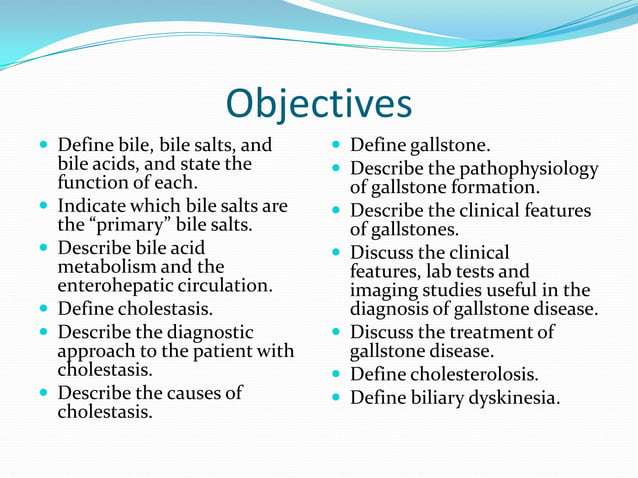 Objectives
• Define bile, bile salts, and
bile acids, and state the
function of each.
• Indicate which bile salts are
the “primary” bile salts.
• Describe bile acid
metabolism and the
enterohepatic circulation.
• Define cholestasis.
• Describe the diagnostic
approach to the patient with
cholestasis.
• Describe the causes of
cholestasis.
• Define gallstone.
• Describe the pathophysiology
of gallstone formation.
• Describe the clinical features
of gallstones.
• Discuss the clinical
features, lab tests and
imaging studies useful in the
diagnosis of gallstone disease.
• Discuss the treatment of
gallstone disease.
• Define cholesterolosis.
• Define biliary dyskinesia.